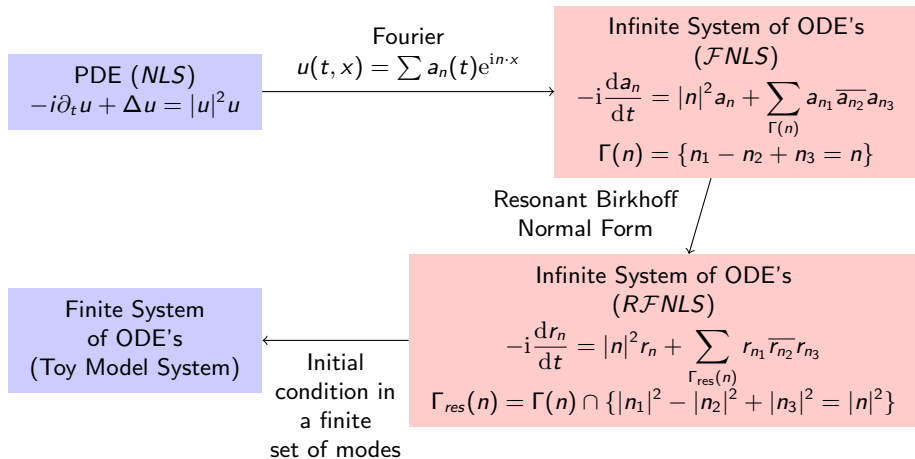 PDE (NLS)
−i∂ₜu + Δu = |u|²u
Fourier
u(t, x) = ∑ aₙ(t)e^{in·x}
Infinite System of ODE's
(ℱNLS)
−i daₙ/dt = |n|²aₙ + ∑_{Γ(n)} a_{n₁} \overline{a_{n₂}} a_{n₃}
Γ(n) = {n₁ − n₂ + n₃ = n}
Resonant Birkhoff
Normal Form
Infinite System of ODE's
(RℱNLS)
−i drₙ/dt = |n|²rₙ + ∑_{Γ_{res}(n)} r_{n₁} \overline{r_{n₂}} r_{n₃}
Γ_{res}(n) = Γ(n) ∩ {|n₁|² − |n₂|² + |n₃|² = |n|²}
Initial
condition in
a finite
set of modes
Finite System
of ODE's
(Toy Model System)